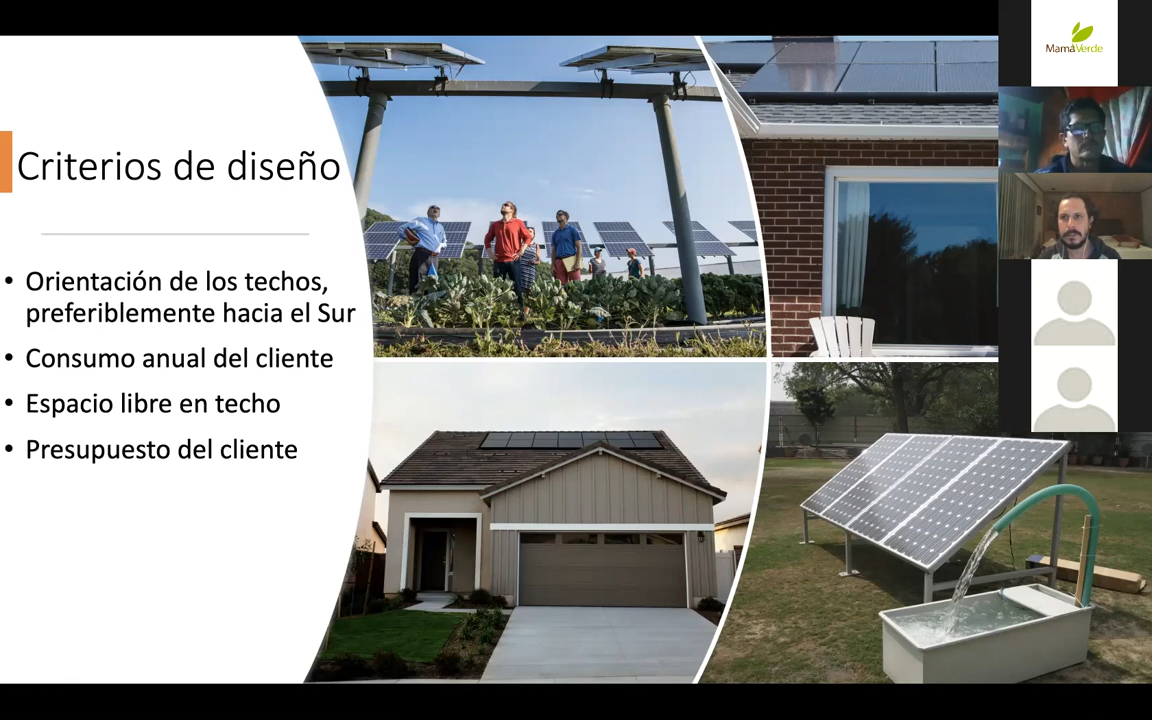 Criterios de diseño
• Orientación de los techos,
preferiblemente hacia el Sur
• Consumo anual del cliente
• Espacio libre en techo
• Presupuesto del cliente
MamáVerde